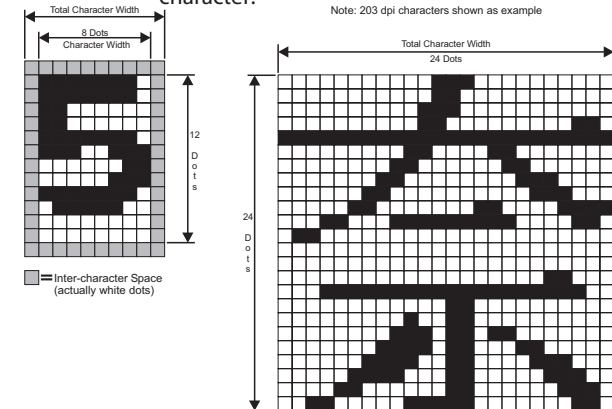 character.
Total Character Width
8 Dots
Character Width
12
Dots
5
= Inter-character Space
(actually white dots)
Note: 203 dpi characters shown as example
Total Character Width
24 Dots
24
Dots